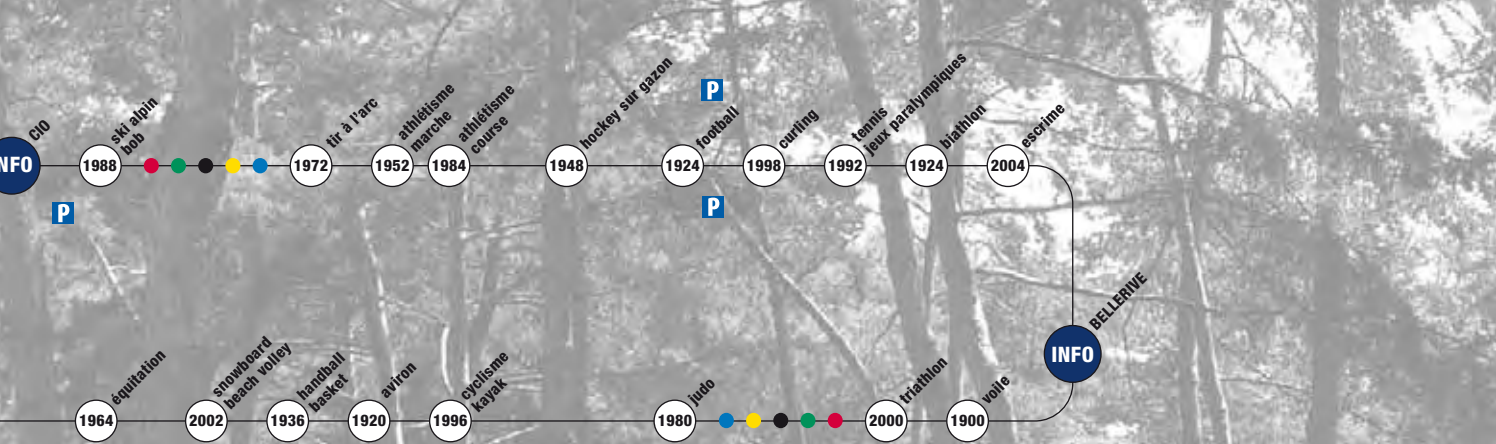 INFO
CIO
1988
ski alpin
bob
1972
tir à l'arc
1952
athlétisme
marche
1984
athlétisme
course
1948
hockey sur gazon
P
1924
football
1998
curling
1992
tennis
jeux paralympiques
1924
biathlon
2004
escrime
P
P
INFO
BELLERIVE
1964
équitation
2002
snowboard
beach volley
1936
handball
basket
1920
aviron
1996
cyclisme
kayak
1980
judo
2000
triathlon
1900
voile